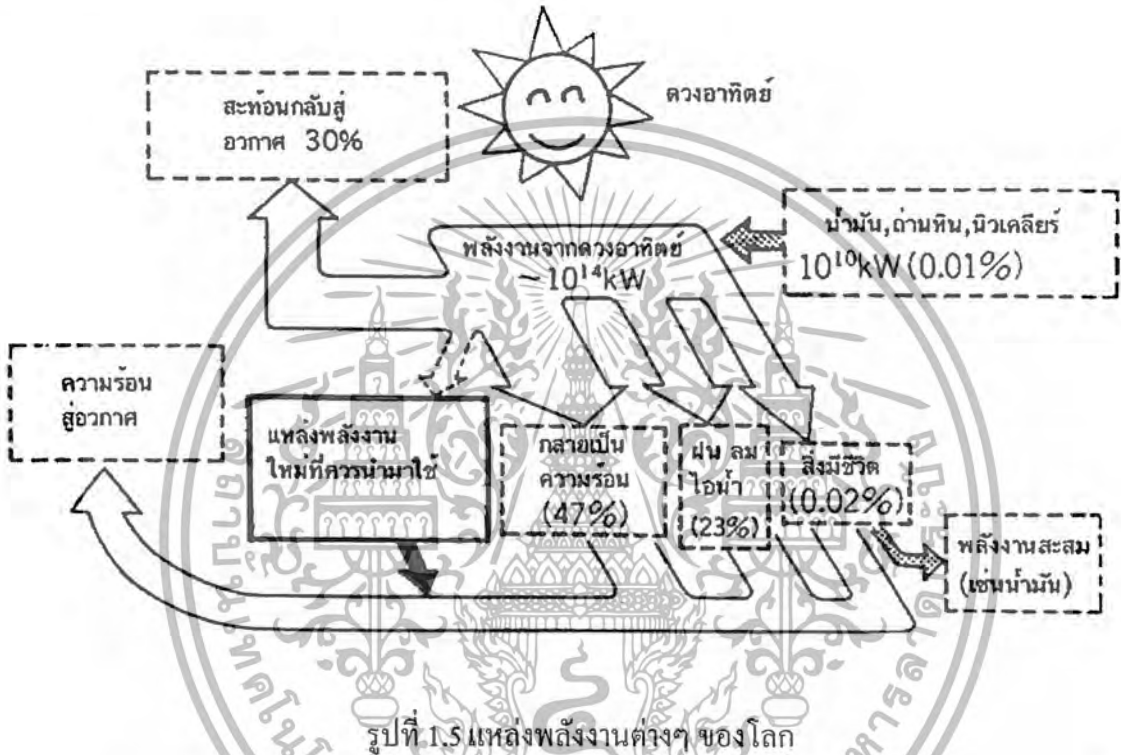 ดวงอาทิตย์
สะท้อนกลับสู่
อวกาศ 30%
น้ำมัน,ถ่านหิน,นิวเคลียร์
10¹⁰kW (0.01%)
พลังงานจากดวงอาทิตย์
~ 10¹⁴kW
ความร้อน
สู่อวกาศ
แหล่งพลังงาน
ใหม่ที่ควรนำมาใช้
กลายเป็น
ความร้อน
(47%)
ฝน ลม
ไอน้ำ
(23%)
สิ่งมีชีวิต
(0.02%)
พลังงานสะสม
(เช่นน้ำมัน)
รูปที่ 1.5 แหล่งพลังงานต่างๆ ของโลก